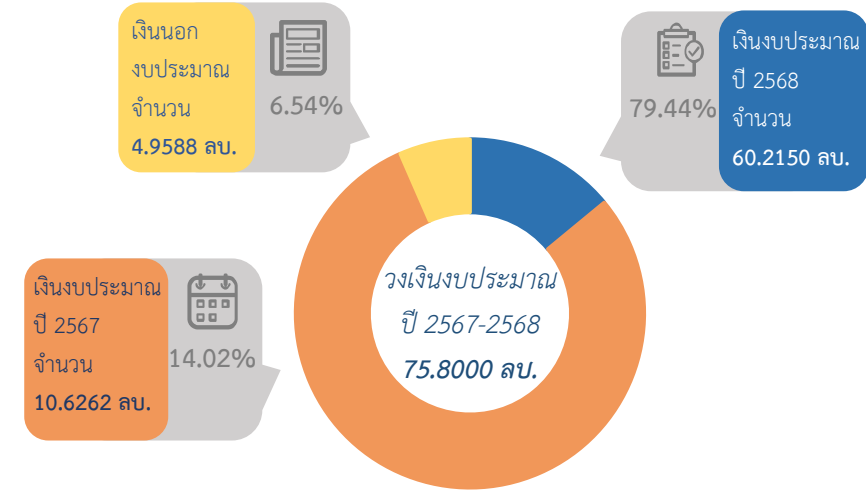 เงินนอก
งบประมาณ
จำนวน
4.9588 ลบ.
6.54%
เงินงบประมาณ
ปี 2568
จำนวน
60.2150 ลบ.
79.44%
เงินงบประมาณ
ปี 2567
จำนวน
10.6262 ลบ.
14.02%
วงเงินงบประมาณ
ปี 2567-2568
75.8000 ลบ.